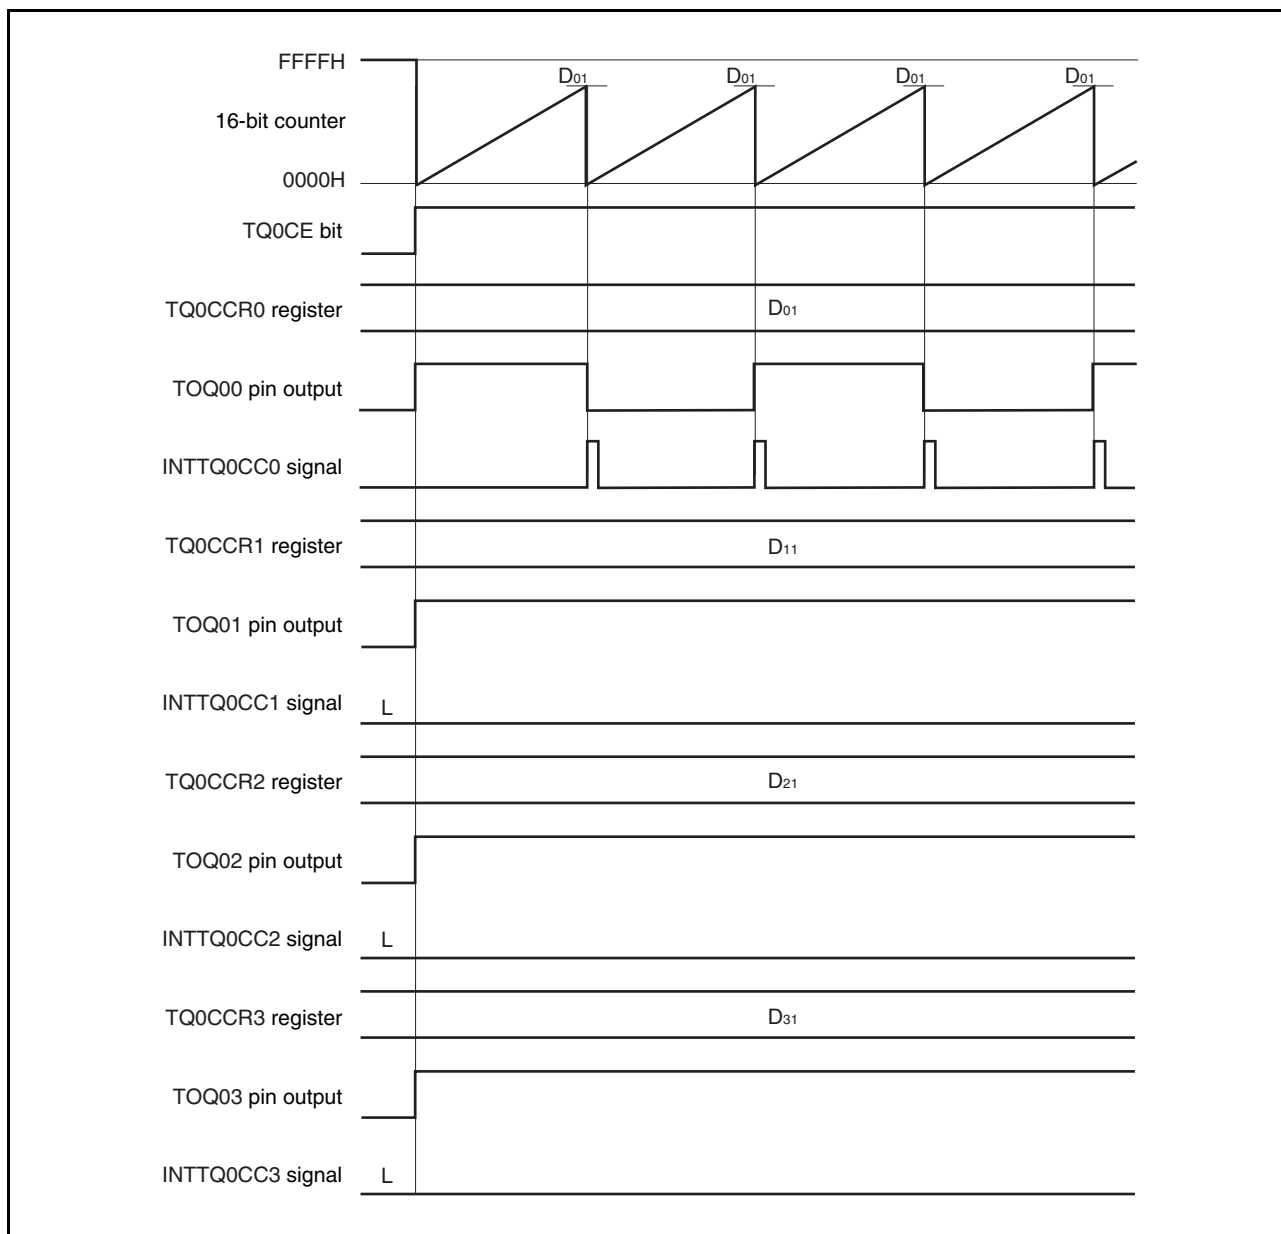 FFFFH
D01 D01 D01 D01
16-bit counter
0000H
TQ0CE bit
TQ0CCR0 register D01
TOQ00 pin output
INTTQ0CC0 signal
TQ0CCR1 register D11
TOQ01 pin output
INTTQ0CC1 signal L
TQ0CCR2 register D21
TOQ02 pin output
INTTQ0CC2 signal L
TQ0CCR3 register D31
TOQ03 pin output
INTTQ0CC3 signal L